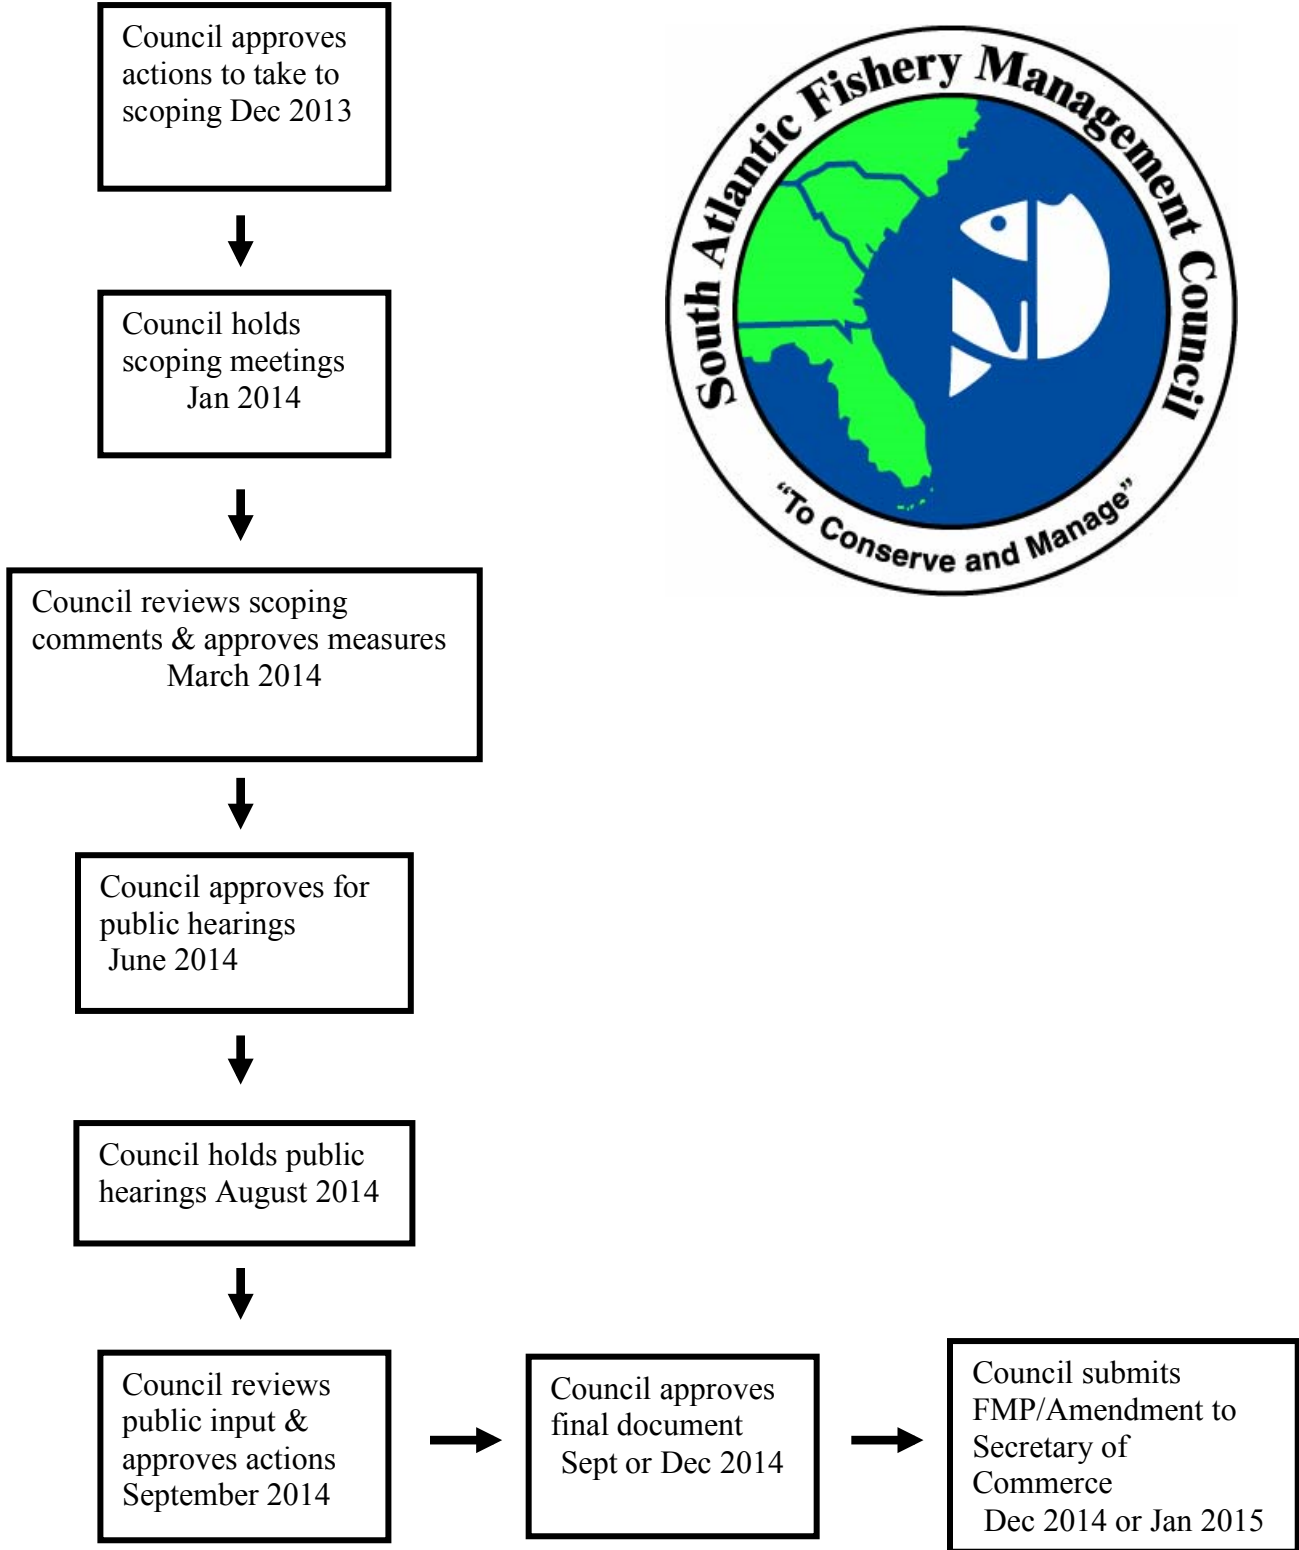 Council approves
actions to take to
scoping Dec 2013
South Atlantic Fishery Management Council
“To Conserve and Manage”
Council holds
scoping meetings
Jan 2014
Council reviews scoping
comments & approves measures
March 2014
Council approves for
public hearings
June 2014
Council holds public
hearings August 2014
Council reviews
public input &
approves actions
September 2014
Council approves
final document
Sept or Dec 2014
Council submits
FMP/Amendment to
Secretary of
Commerce
Dec 2014 or Jan 2015